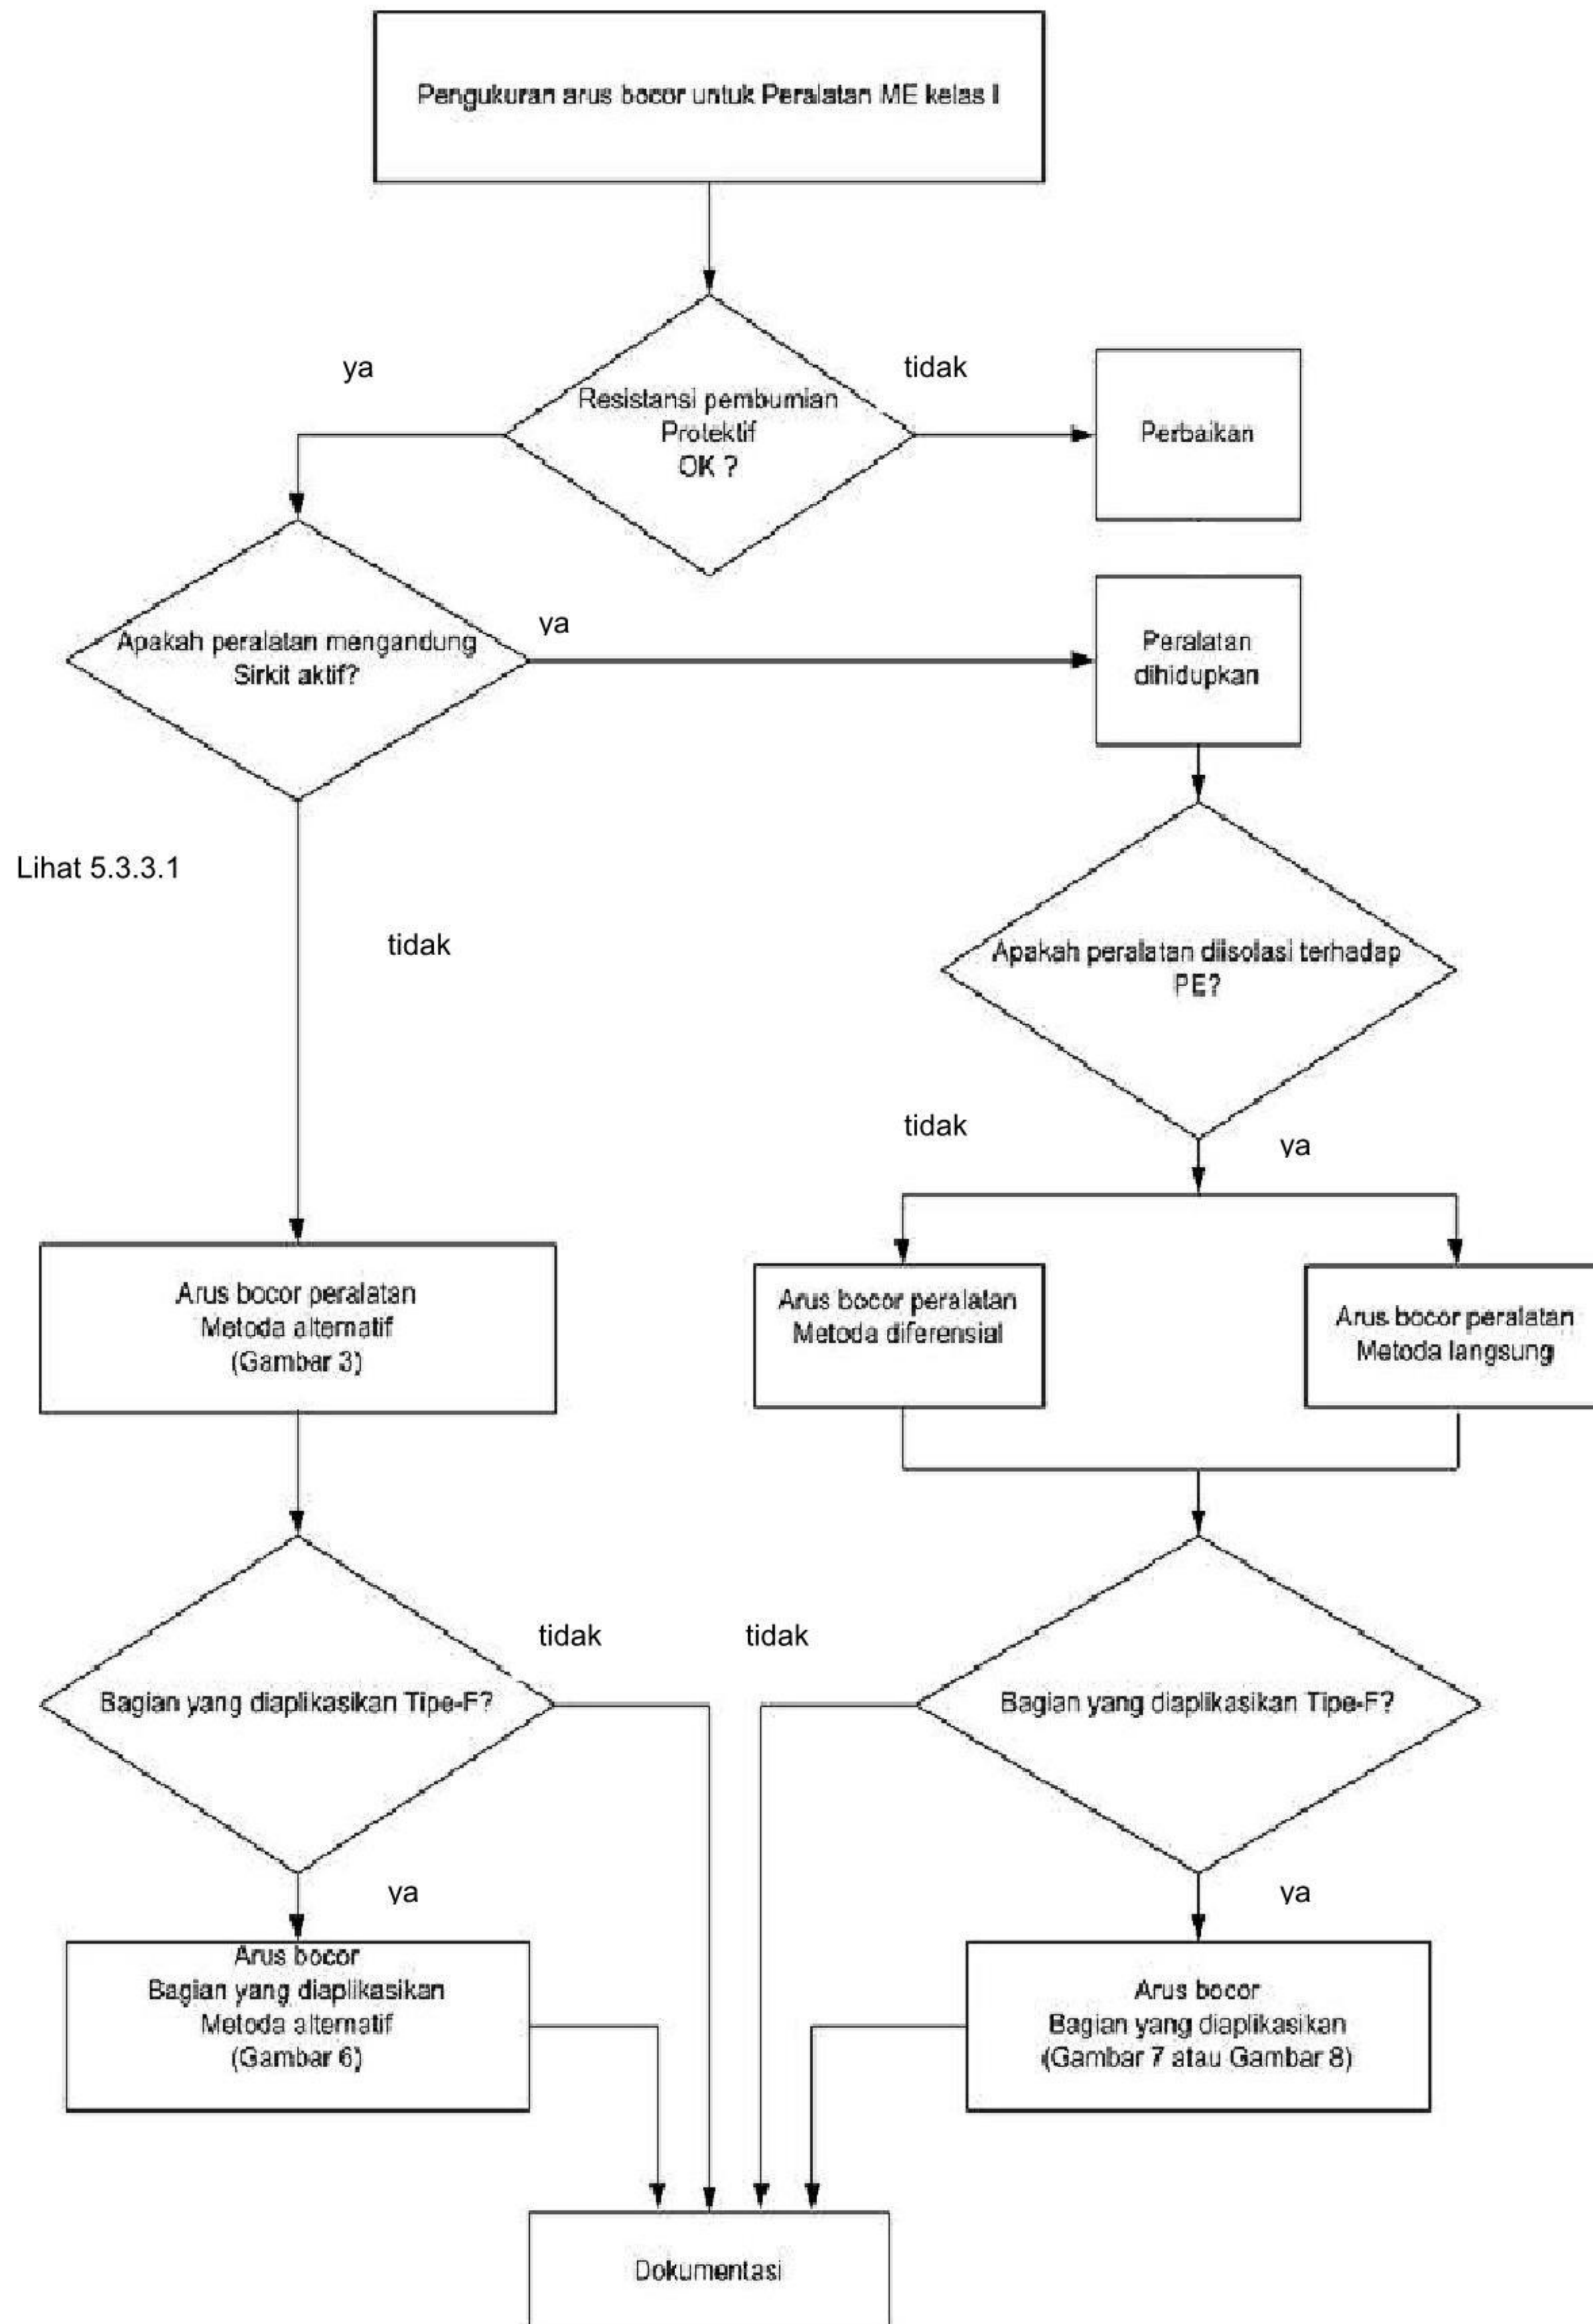 Pengukuran arus bocor untuk Peralatan ME kelas I
ya
tidak
Resistansi pembumian
Protektif
OK ?
Perbaikan
Apakah peralatan mengandung
Sirkit aktif?
ya
Peralatan
dihidupkan
Lihat 5.3.3.1
tidak
Apakah peralatan diisolasi terhadap
PE?
tidak
ya
Arus bocor peralatan
Metoda alternatif
(Gambar 3)
Arus bocor peralatan
Metoda diferensial
Arus bocor peralatan
Metoda langsung
tidak
tidak
Bagian yang diaplikasikan Tipe-F?
Bagian yang diaplikasikan Tipe-F?
ya
ya
Arus bocor
Bagian yang diaplikasikan
Metoda alternatif
(Gambar 6)
Arus bocor
Bagian yang diaplikasikan
(Gambar 7 atau Gambar 8)
Dokumentasi